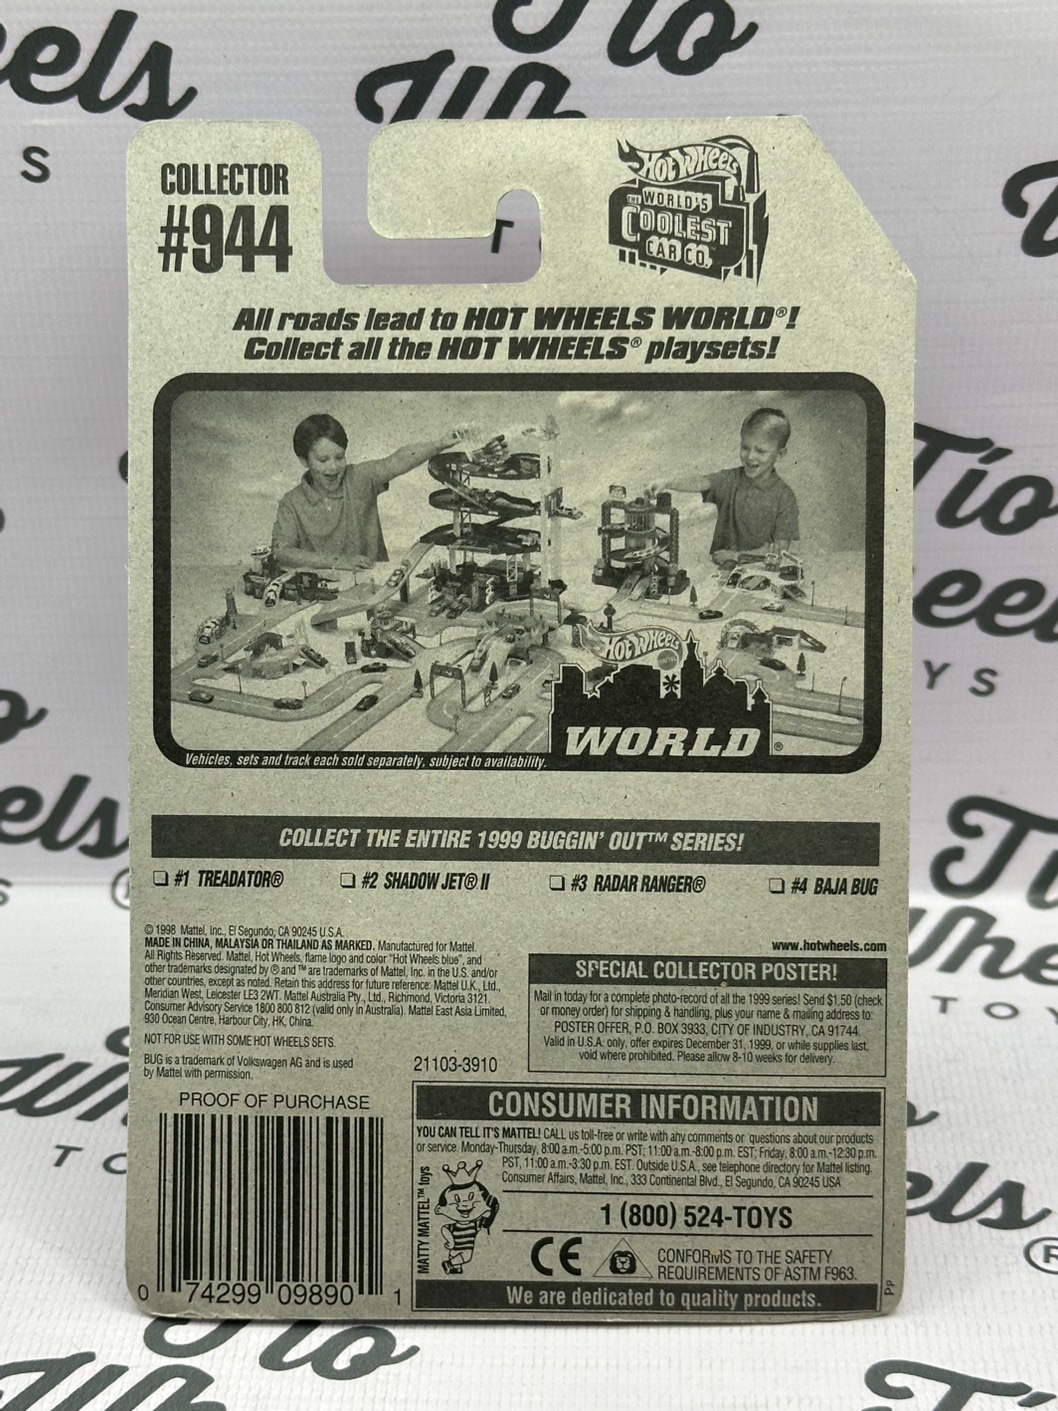 COLLECTOR
#944
HOT WHEELS
THE WORLD'S
COOLEST
CAR CO.
All roads lead to HOT WHEELS WORLD®!
Collect all the HOT WHEELS® playsets!
HOT WHEELS
WORLD®
Vehicles, sets and track each sold separately, subject to availability.
COLLECT THE ENTIRE 1999 BUGGIN' OUT™ SERIES!
❏ #1 TREADATOR® ❏ #2 SHADOW JET® II ❏ #3 RADAR RANGER® ❏ #4 BAJA BUG
© 1998 Mattel, Inc., El Segundo, CA 90245 U.S.A.
MADE IN CHINA, MALAYSIA OR THAILAND AS MARKED. Manufactured for Mattel.
All Rights Reserved. Mattel, Hot Wheels, flame logo and color "Hot Wheels blue", and
other trademarks designated by ® and ™ are trademarks of Mattel, Inc. in the U.S. and/or
other countries, except as noted. Retain this address for future reference: Mattel U.K., Ltd.,
Meridian West, Leicester LE3 2WT. Mattel Australia Pty., Ltd., Richmond, Victoria 3121.
Consumer Advisory Service 1800 800 812 (valid only in Australia). Mattel East Asia Limited,
930 Ocean Centre, Harbour City, HK, China.
NOT FOR USE WITH SOME HOT WHEELS SETS.
BUG is a trademark of Volkswagen AG and is used
by Mattel with permission.
21103-3910
www.hotwheels.com
SPECIAL COLLECTOR POSTER!
Mail in today for a complete photo-record of all the 1999 series! Send $1.50 (check
or money order) for shipping & handling, plus your name & mailing address to:
POSTER OFFER, P.O. BOX 3933, CITY OF INDUSTRY, CA 91744.
Valid in U.S.A. only, offer expires December 31, 1999, or while supplies last,
void where prohibited. Please allow 8-10 weeks for delivery.
PROOF OF PURCHASE
0 74299 09890 1
CONSUMER INFORMATION
YOU CAN TELL IT'S MATTEL! CALL us toll-free or write with any comments or questions about our products
or service. Monday-Thursday, 8:00 a.m.-5:00 p.m. PST; 11:00 a.m.-8:00 p.m. EST; Friday, 8:00 a.m.-12:30 p.m.
PST, 11:00 a.m.-3:30 p.m. EST. Outside U.S.A., see telephone directory for Mattel listing.
Consumer Affairs, Mattel, Inc., 333 Continental Blvd., El Segundo, CA 90245 USA
MATTY MATTEL™ toys
1 (800) 524-TOYS
CE
CONFORMS TO THE SAFETY
REQUIREMENTS OF ASTM F963.
We are dedicated to quality products.
PP
Tio
Wheels
TOYS